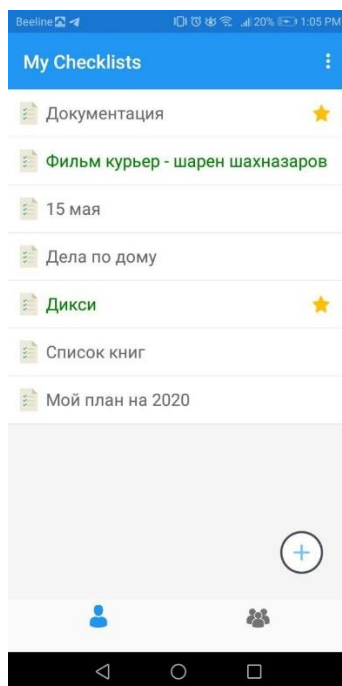 Beeline 20% 1:05 PM
My Checklists
Документация
Фильм курьер - шарен шахназаров
15 мая
Дела по дому
Дикси
Список книг
Мой план на 2020